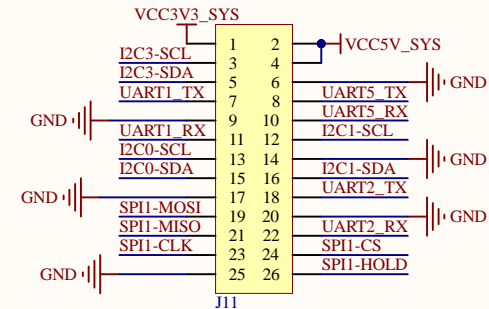 VCC3V3_SYS
1 2 VCC5V_SYS
I2C3-SCL 3 4
I2C3-SDA 5 6 GND
UART1_TX 7 8 UART5_TX
GND 9 10 UART5_RX
UART1_RX 11 12 I2C1-SCL
I2C0-SCL 13 14 GND
I2C0-SDA 15 16 I2C1-SDA
GND 17 18 UART2_TX
SPI1-MOSI 19 20 GND
SPI1-MISO 21 22 UART2_RX
SPI1-CLK 23 24 SPI1-CS
GND 25 26 SPI1-HOLD
J11